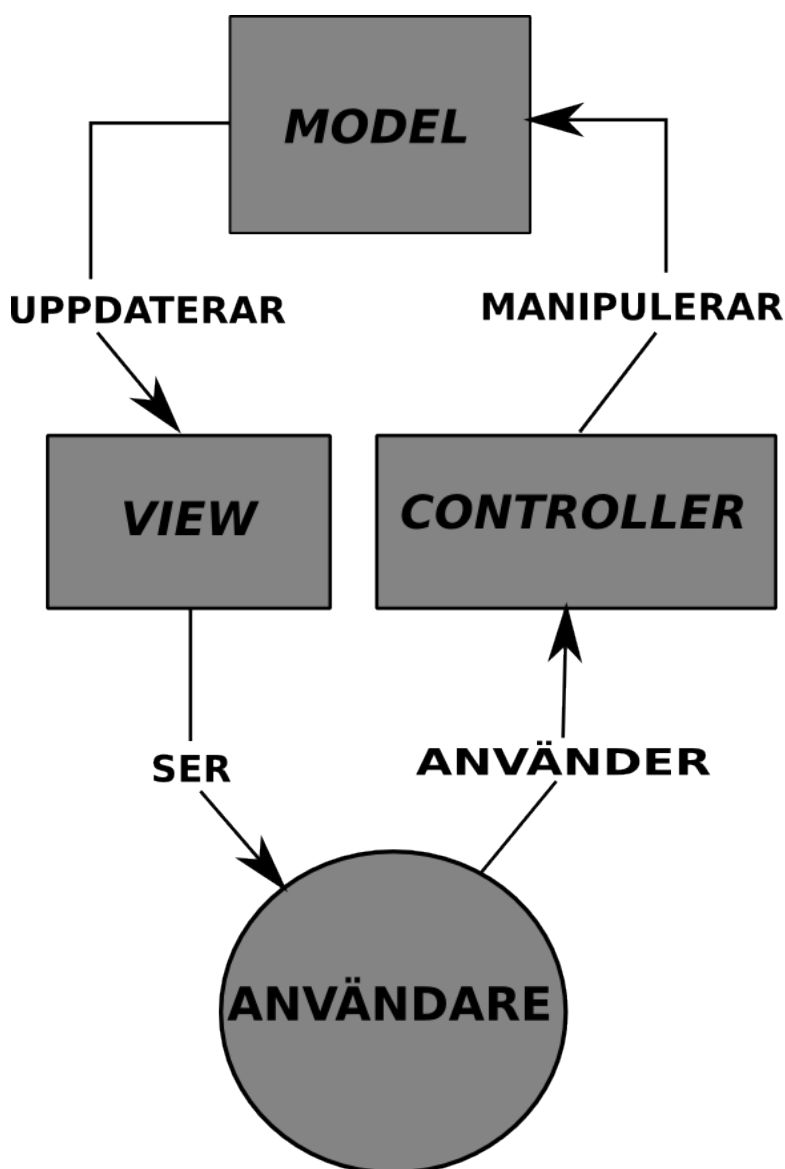 MODEL
UPPDATERAR
MANIPULERAR
VIEW
CONTROLLER
SER
ANVÄNDER
ANVÄNDARE